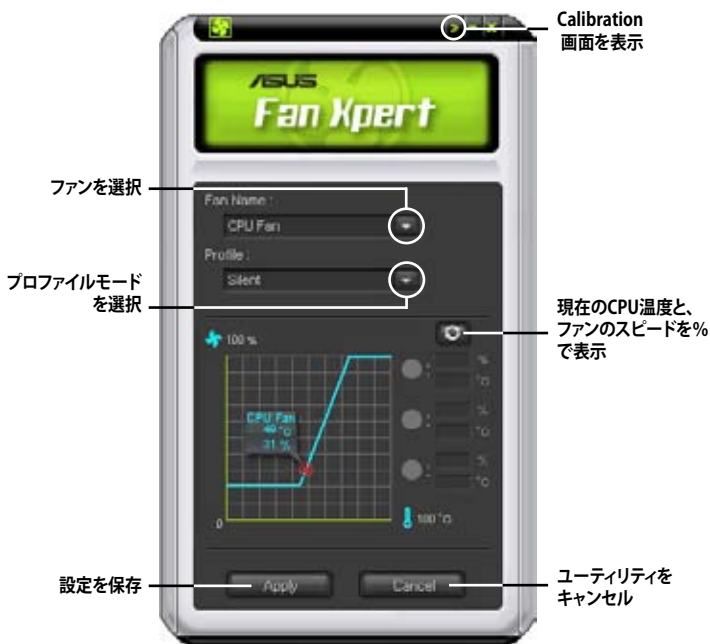 Calibration
画面を表示
ASUS
Fan Xpert
ファンを選択
Fan Name :
CPU Fan
Profile :
Silent
プロファイルモード
を選択
現在のCPU温度と、
ファンのスピードを%
で表示
100 %
%
°C
CPU Fan
31 %
%
°C
%
°C
0
100 °C
設定を保存
Apply
Cancel
ユーティリティを
キャンセル